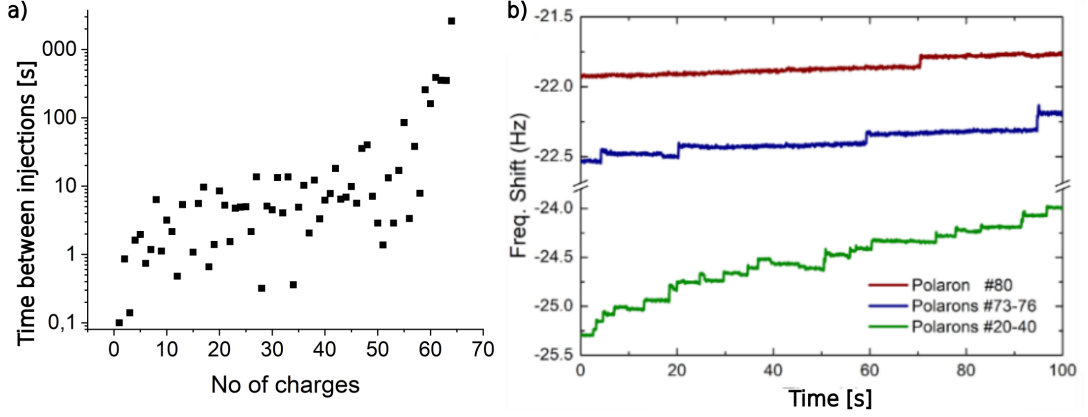 a)
Time between injections [s]
000
100
10
1
0.1
0 10 20 30 40 50 60 70
No of charges
b)
Freq. Shift (Hz)
-21.5
-22.0
-22.5
-24.0
-24.5
-25.0
-25.5
Polaron #80
Polarons #73-76
Polarons #20-40
0 20 40 60 80 100
Time [s]